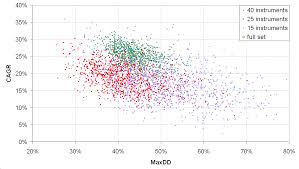 40 instruments
25 instruments
15 instruments
full set
40%
35%
30%
25%
20%
15%
10%
5%
0%
CAGR
20%
30%
40%
50%
60%
70%
80%
MaxDD